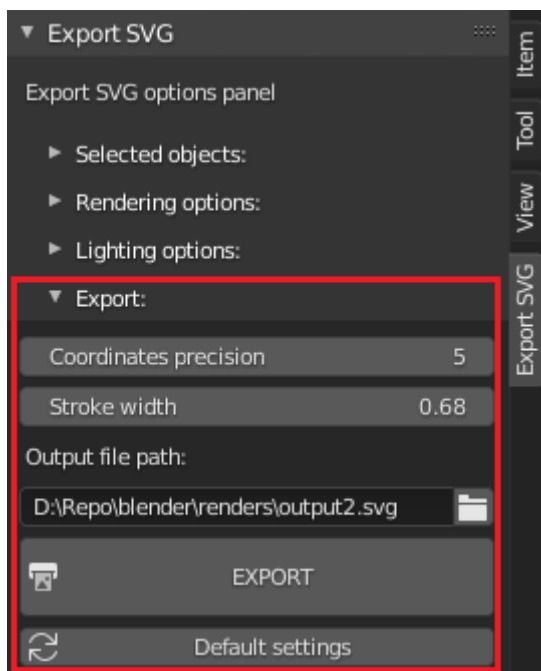 Export SVG
Export SVG options panel
Selected objects:
Rendering options:
Lighting options:
Export:
Coordinates precision 5
Stroke width 0.68
Output file path:
D:\Repo\blender\renders\output2.svg
EXPORT
Default settings
Item
Tool
View
Export SVG